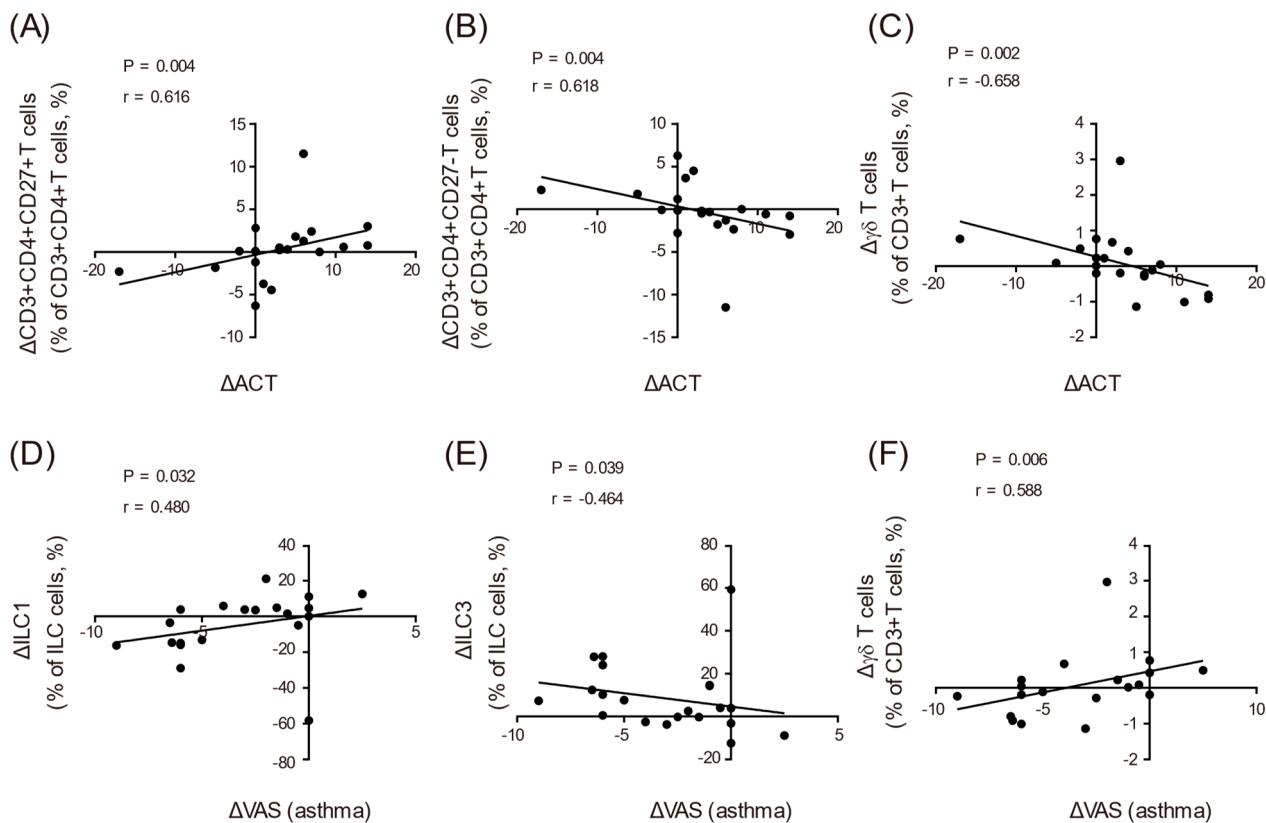 (A)
P = 0.004
r = 0.616
ΔCD3+CD4+CD27+T cells
(% of CD3+CD4+T cells, %)
15
10
5
-5
-10
-20
-10
10
20
ΔACT
(B)
P = 0.004
r = 0.618
ΔCD3+CD4+CD27-T cells
(% of CD3+CD4+T cells, %)
10
5
-5
-10
-15
-20
-10
10
20
ΔACT
(C)
P = 0.002
r = -0.658
Δγδ T cells
(% of CD3+T cells, %)
4
3
2
1
-1
-2
-20
-10
10
20
ΔACT
(D)
P = 0.032
r = 0.480
ΔILC1
(% of ILC cells, %)
40
20
-20
-40
-60
-80
-10
-5
5
ΔVAS (asthma)
(E)
P = 0.039
r = -0.464
ΔILC3
(% of ILC cells, %)
80
60
40
20
-20
-10
-5
5
ΔVAS (asthma)
(F)
P = 0.006
r = 0.588
Δγδ T cells
(% of CD3+T cells, %)
4
3
2
1
-1
-2
-10
-5
10
ΔVAS (asthma)